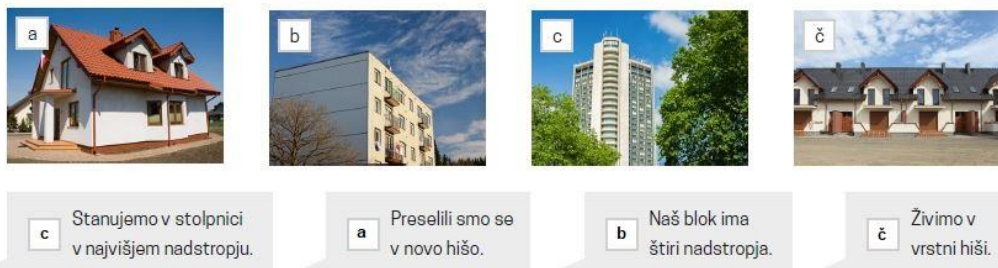 a
b
c
č
c
Stanujemo v stolpnici
v najvišjem nadstropju.
a
Preselili smo se
v novo hišo.
b
Naš blok ima
štiri nadstropja.
č
Živimo v
vrstni hiši.